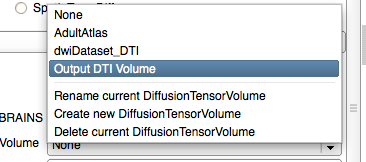 None
AdultAtlas
dwiDataset_DTI
Output DTI Volume
Rename current DiffusionTensorVolume
Create new DiffusionTensorVolume
Delete current DiffusionTensorVolume
BRAINS
Volume
None